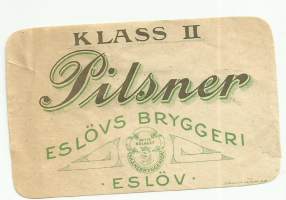 KLASS II
Pilsner
ESLÖVS BRYGGERI
· ESLÖV ·